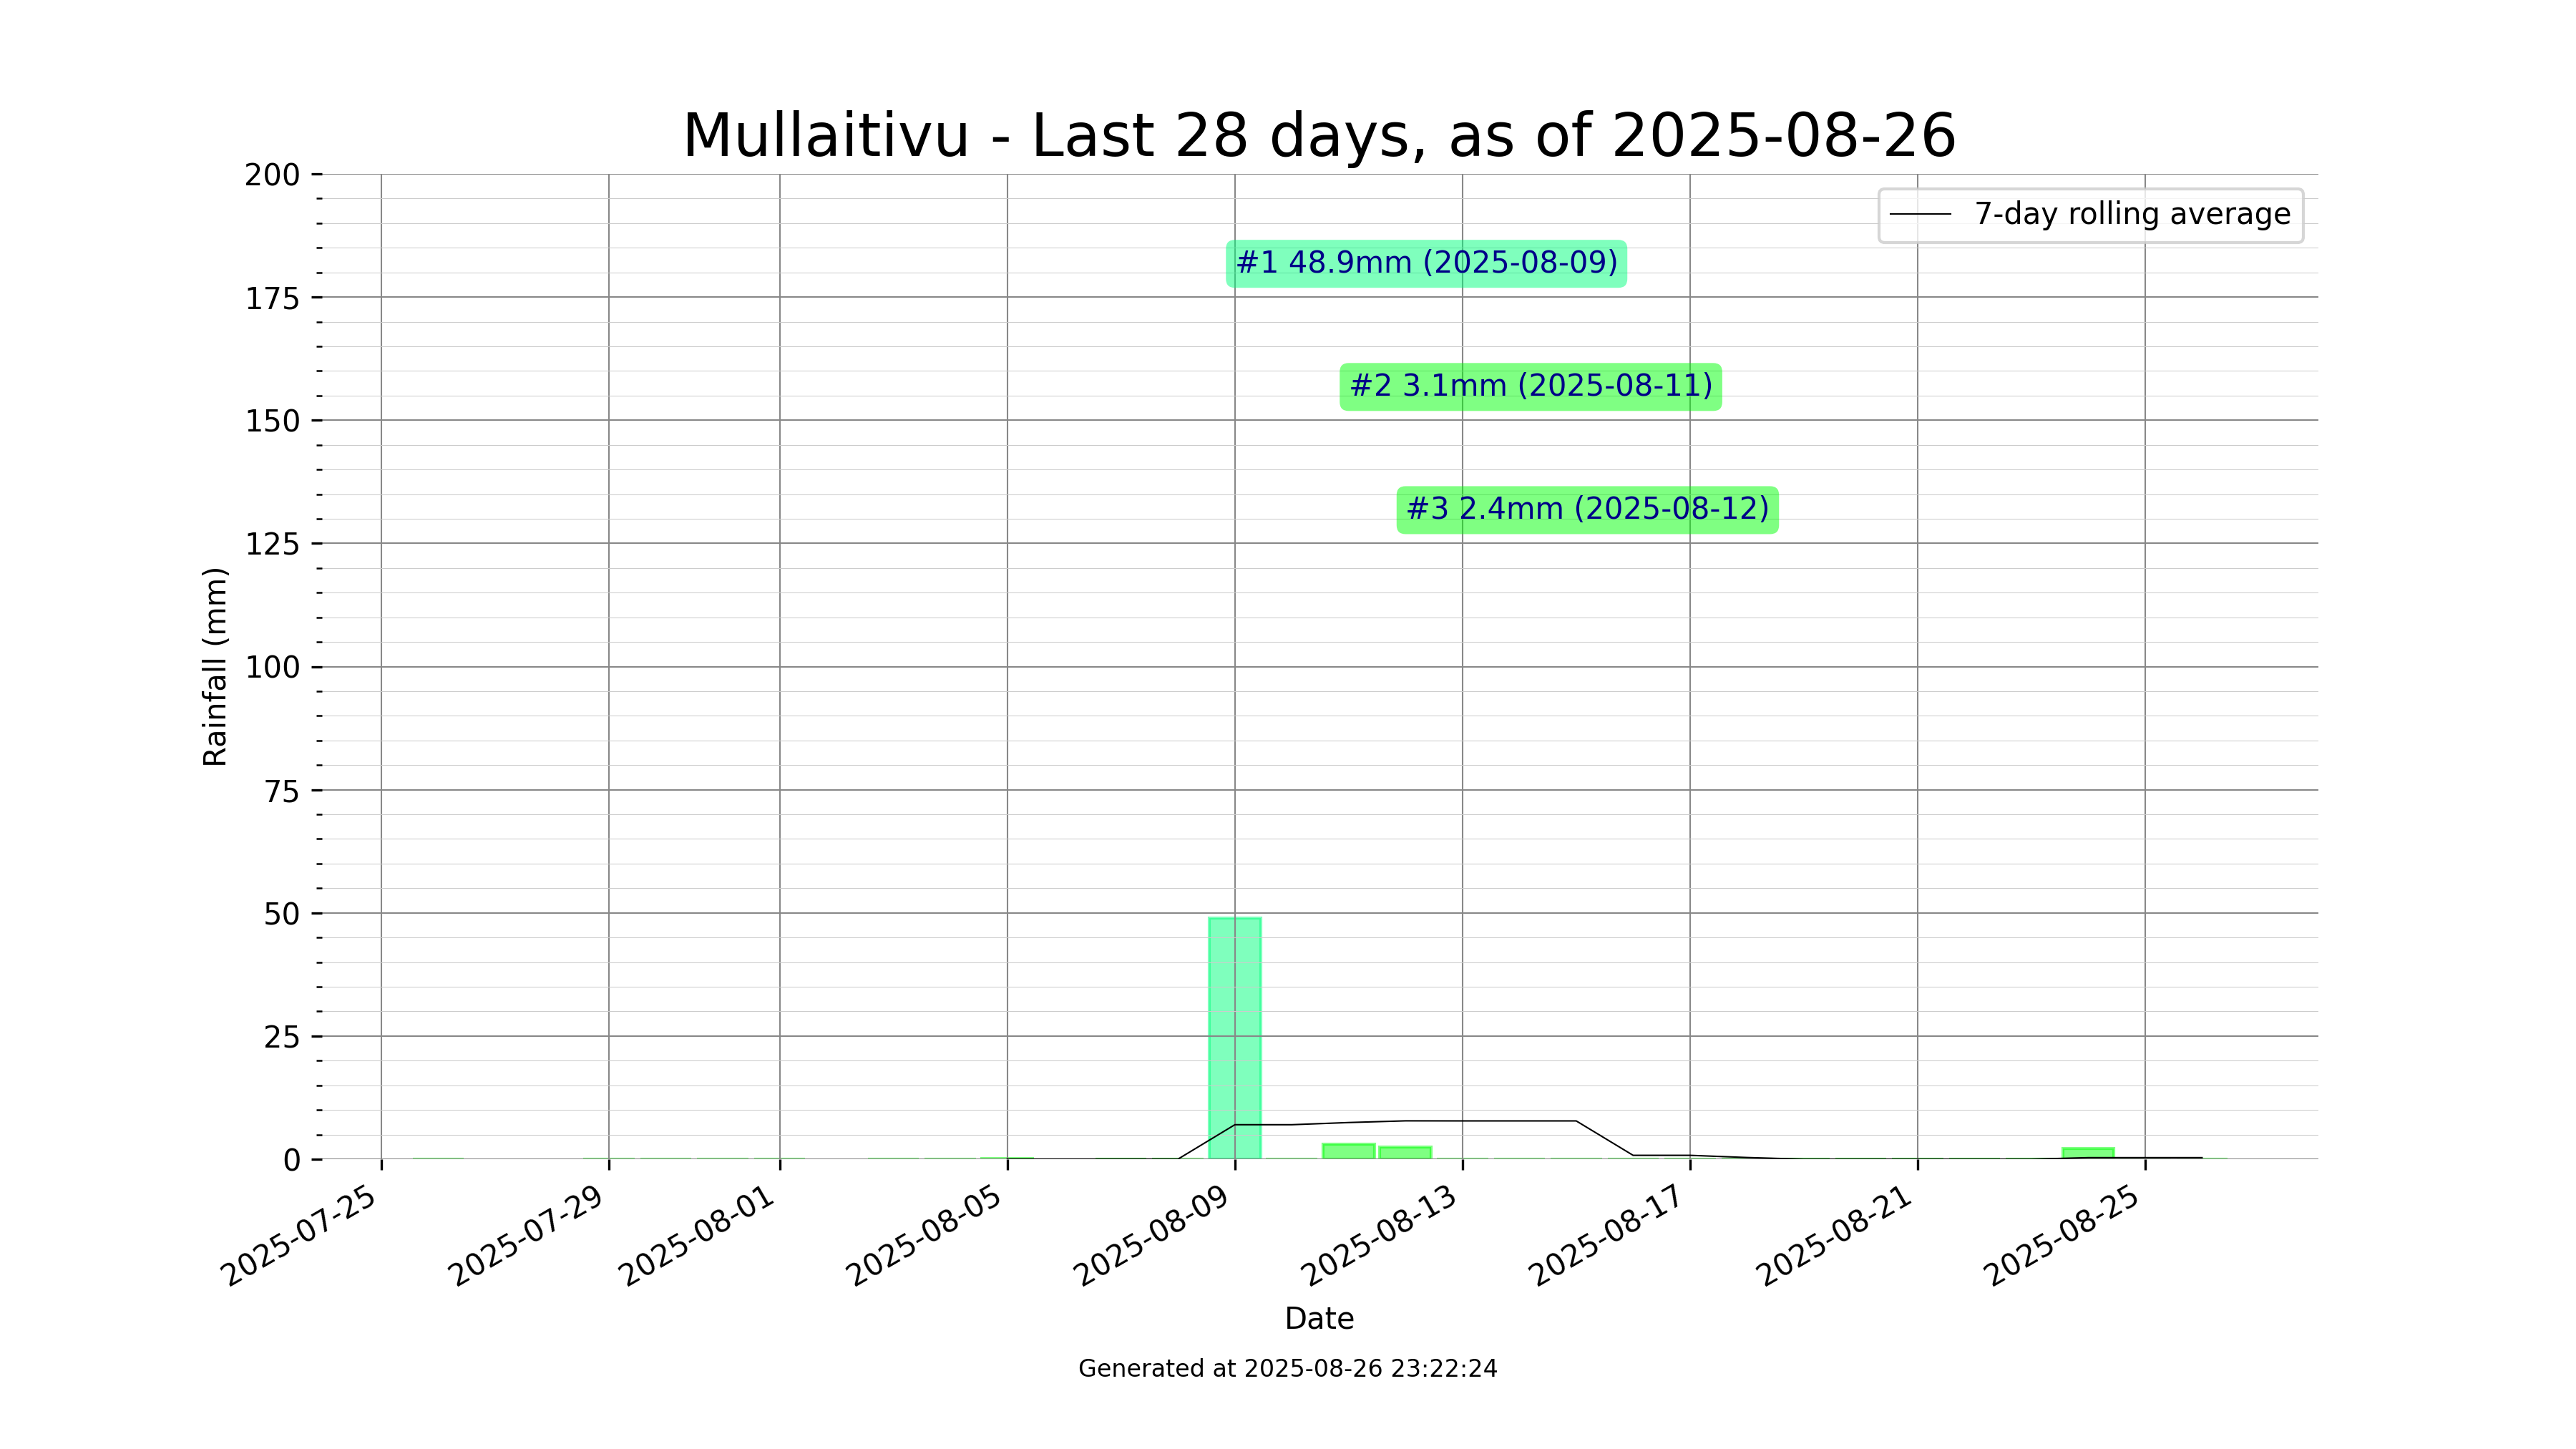 Mullaitivu - Last 28 days, as of 2025-08-26
7-day rolling average
#1 48.9mm (2025-08-09)
#2 3.1mm (2025-08-11)
#3 2.4mm (2025-08-12)
Rainfall (mm)
200
175
150
125
100
75
50
25
0
2025-07-25
2025-07-29
2025-08-01
2025-08-05
2025-08-09
2025-08-13
2025-08-17
2025-08-21
2025-08-25
Date
Generated at 2025-08-26 23:22:24